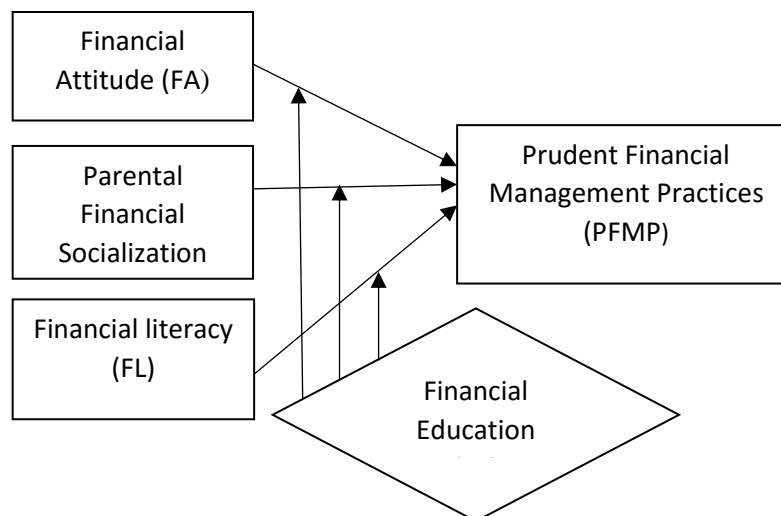 Financial
Attitude (FA)
Parental
Financial
Socialization
Financial literacy
(FL)
Prudent Financial
Management Practices
(PFMP)
Financial
Education